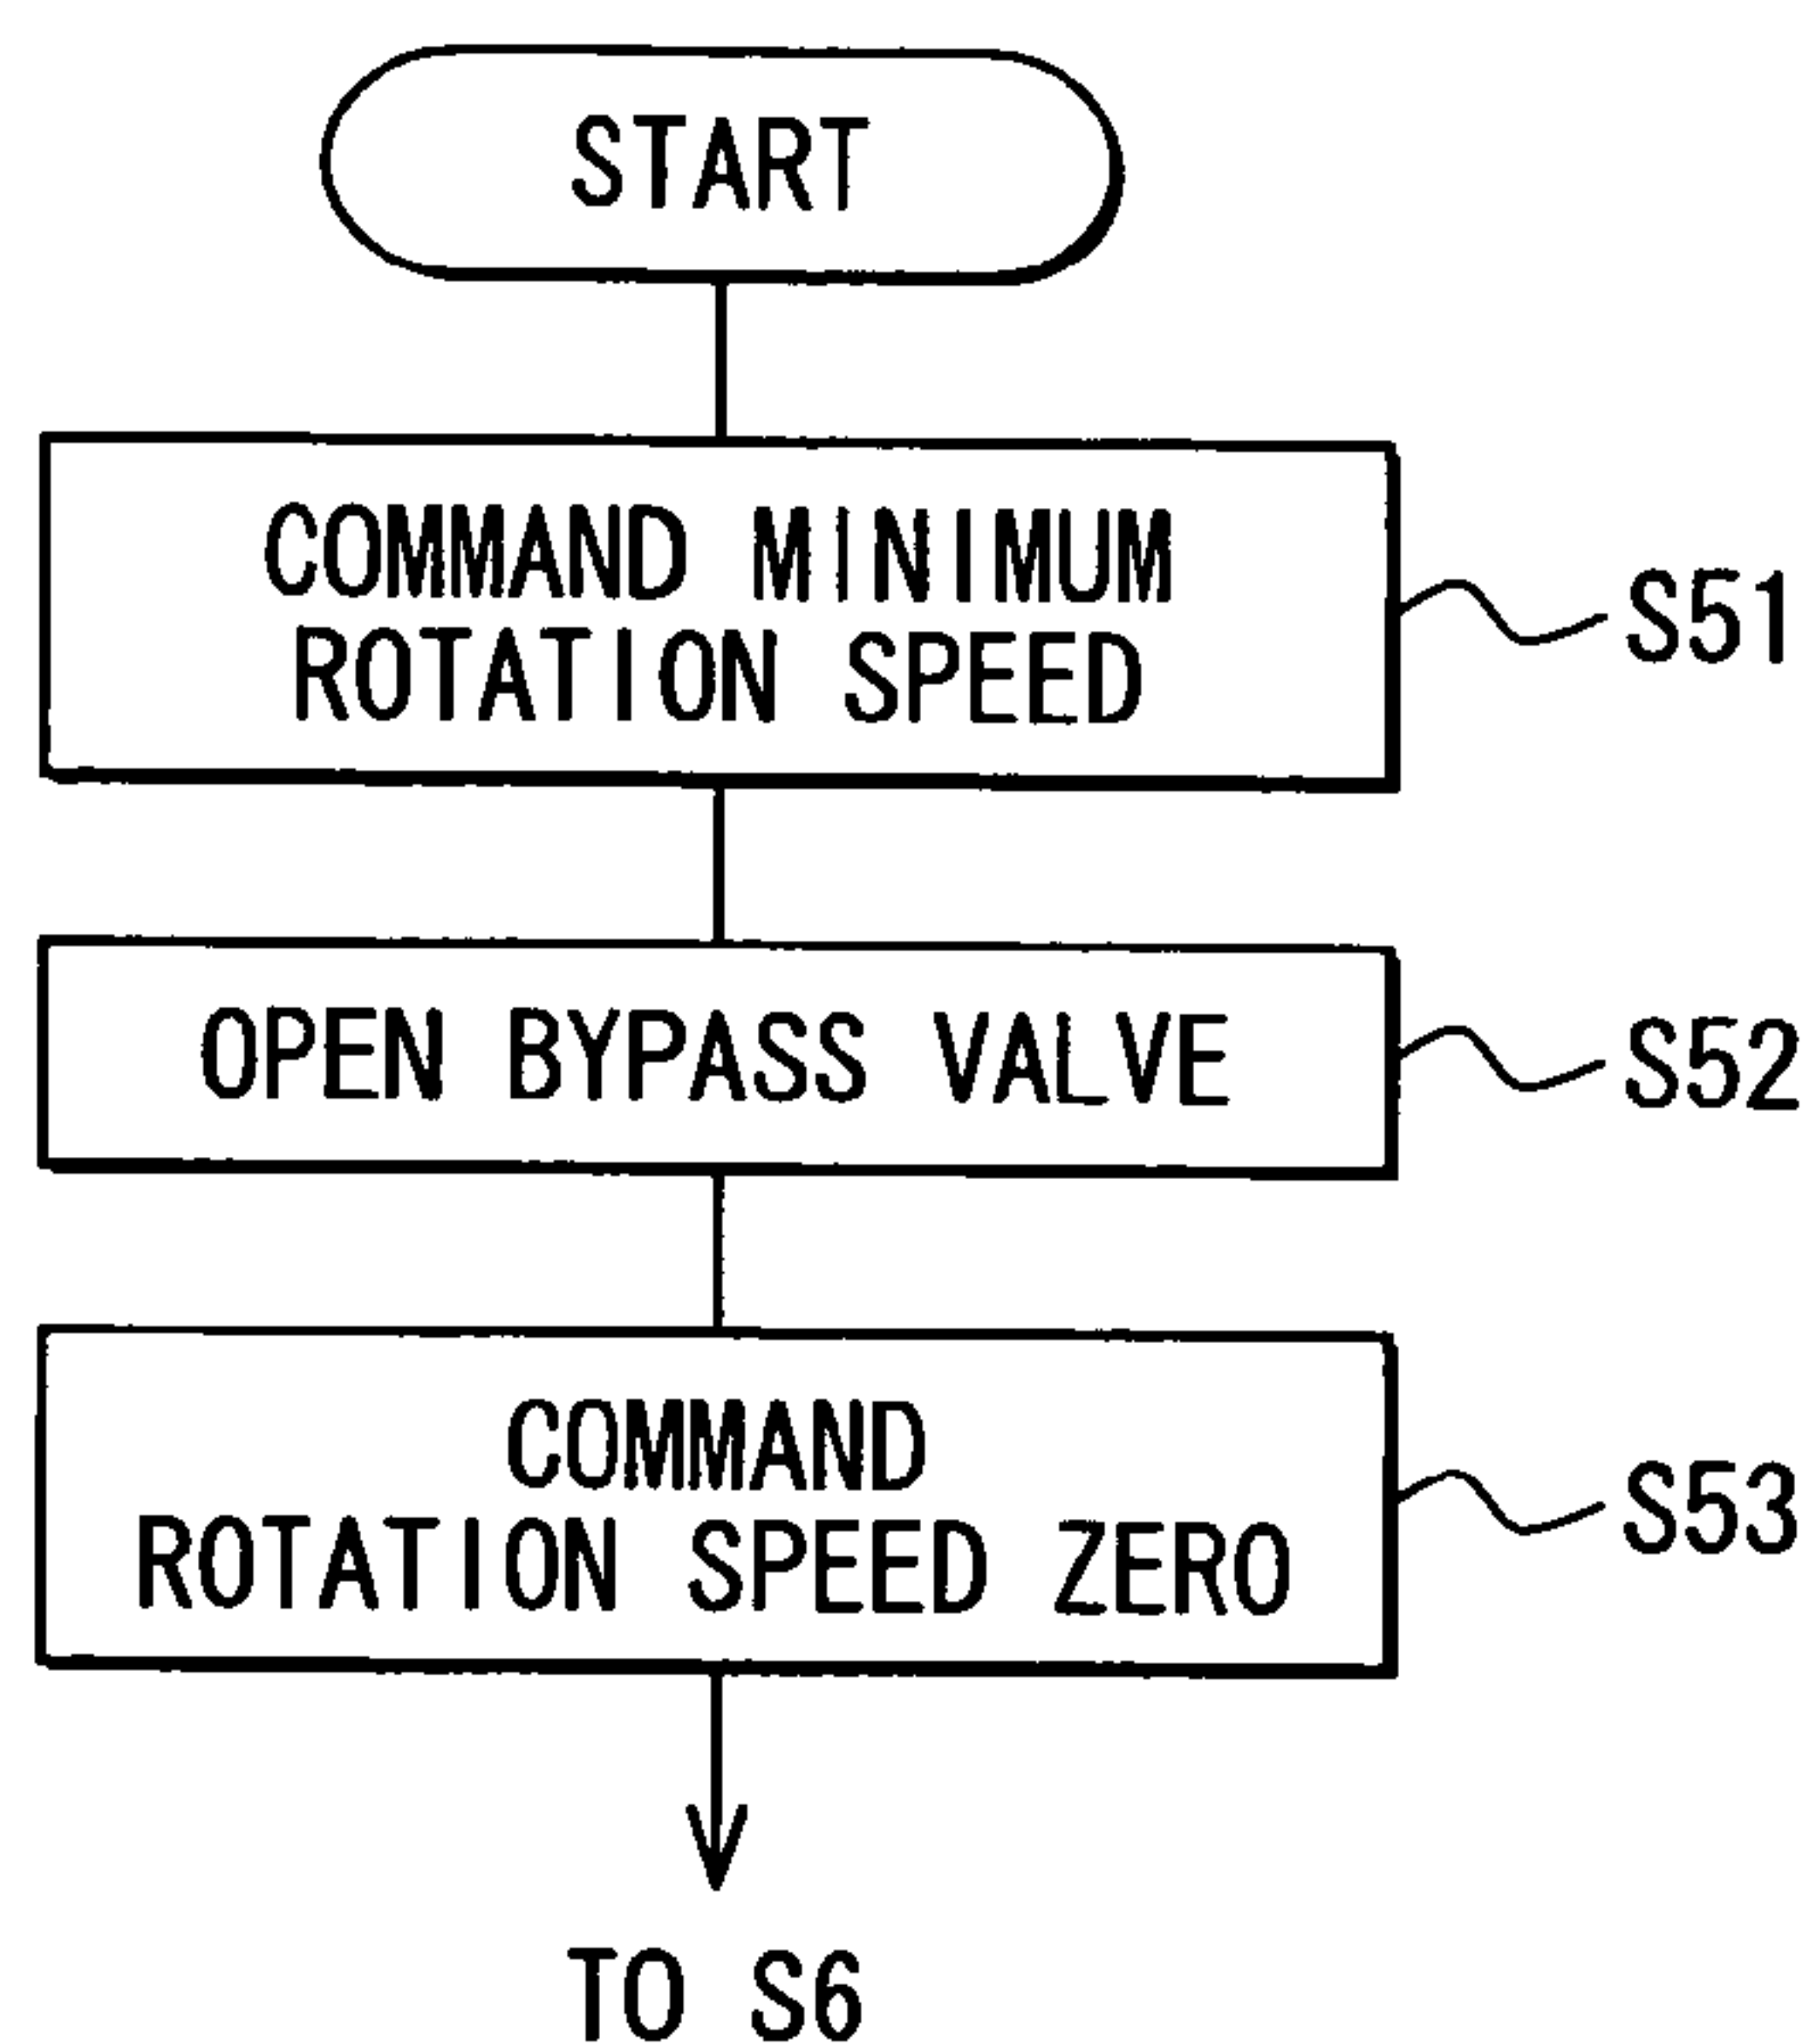 START
COMMAND MINIMUM
ROTATION SPEED
S51
OPEN BYPASS VALVE
S52
COMMAND
ROTATION SPEED ZERO
S53
TO S6